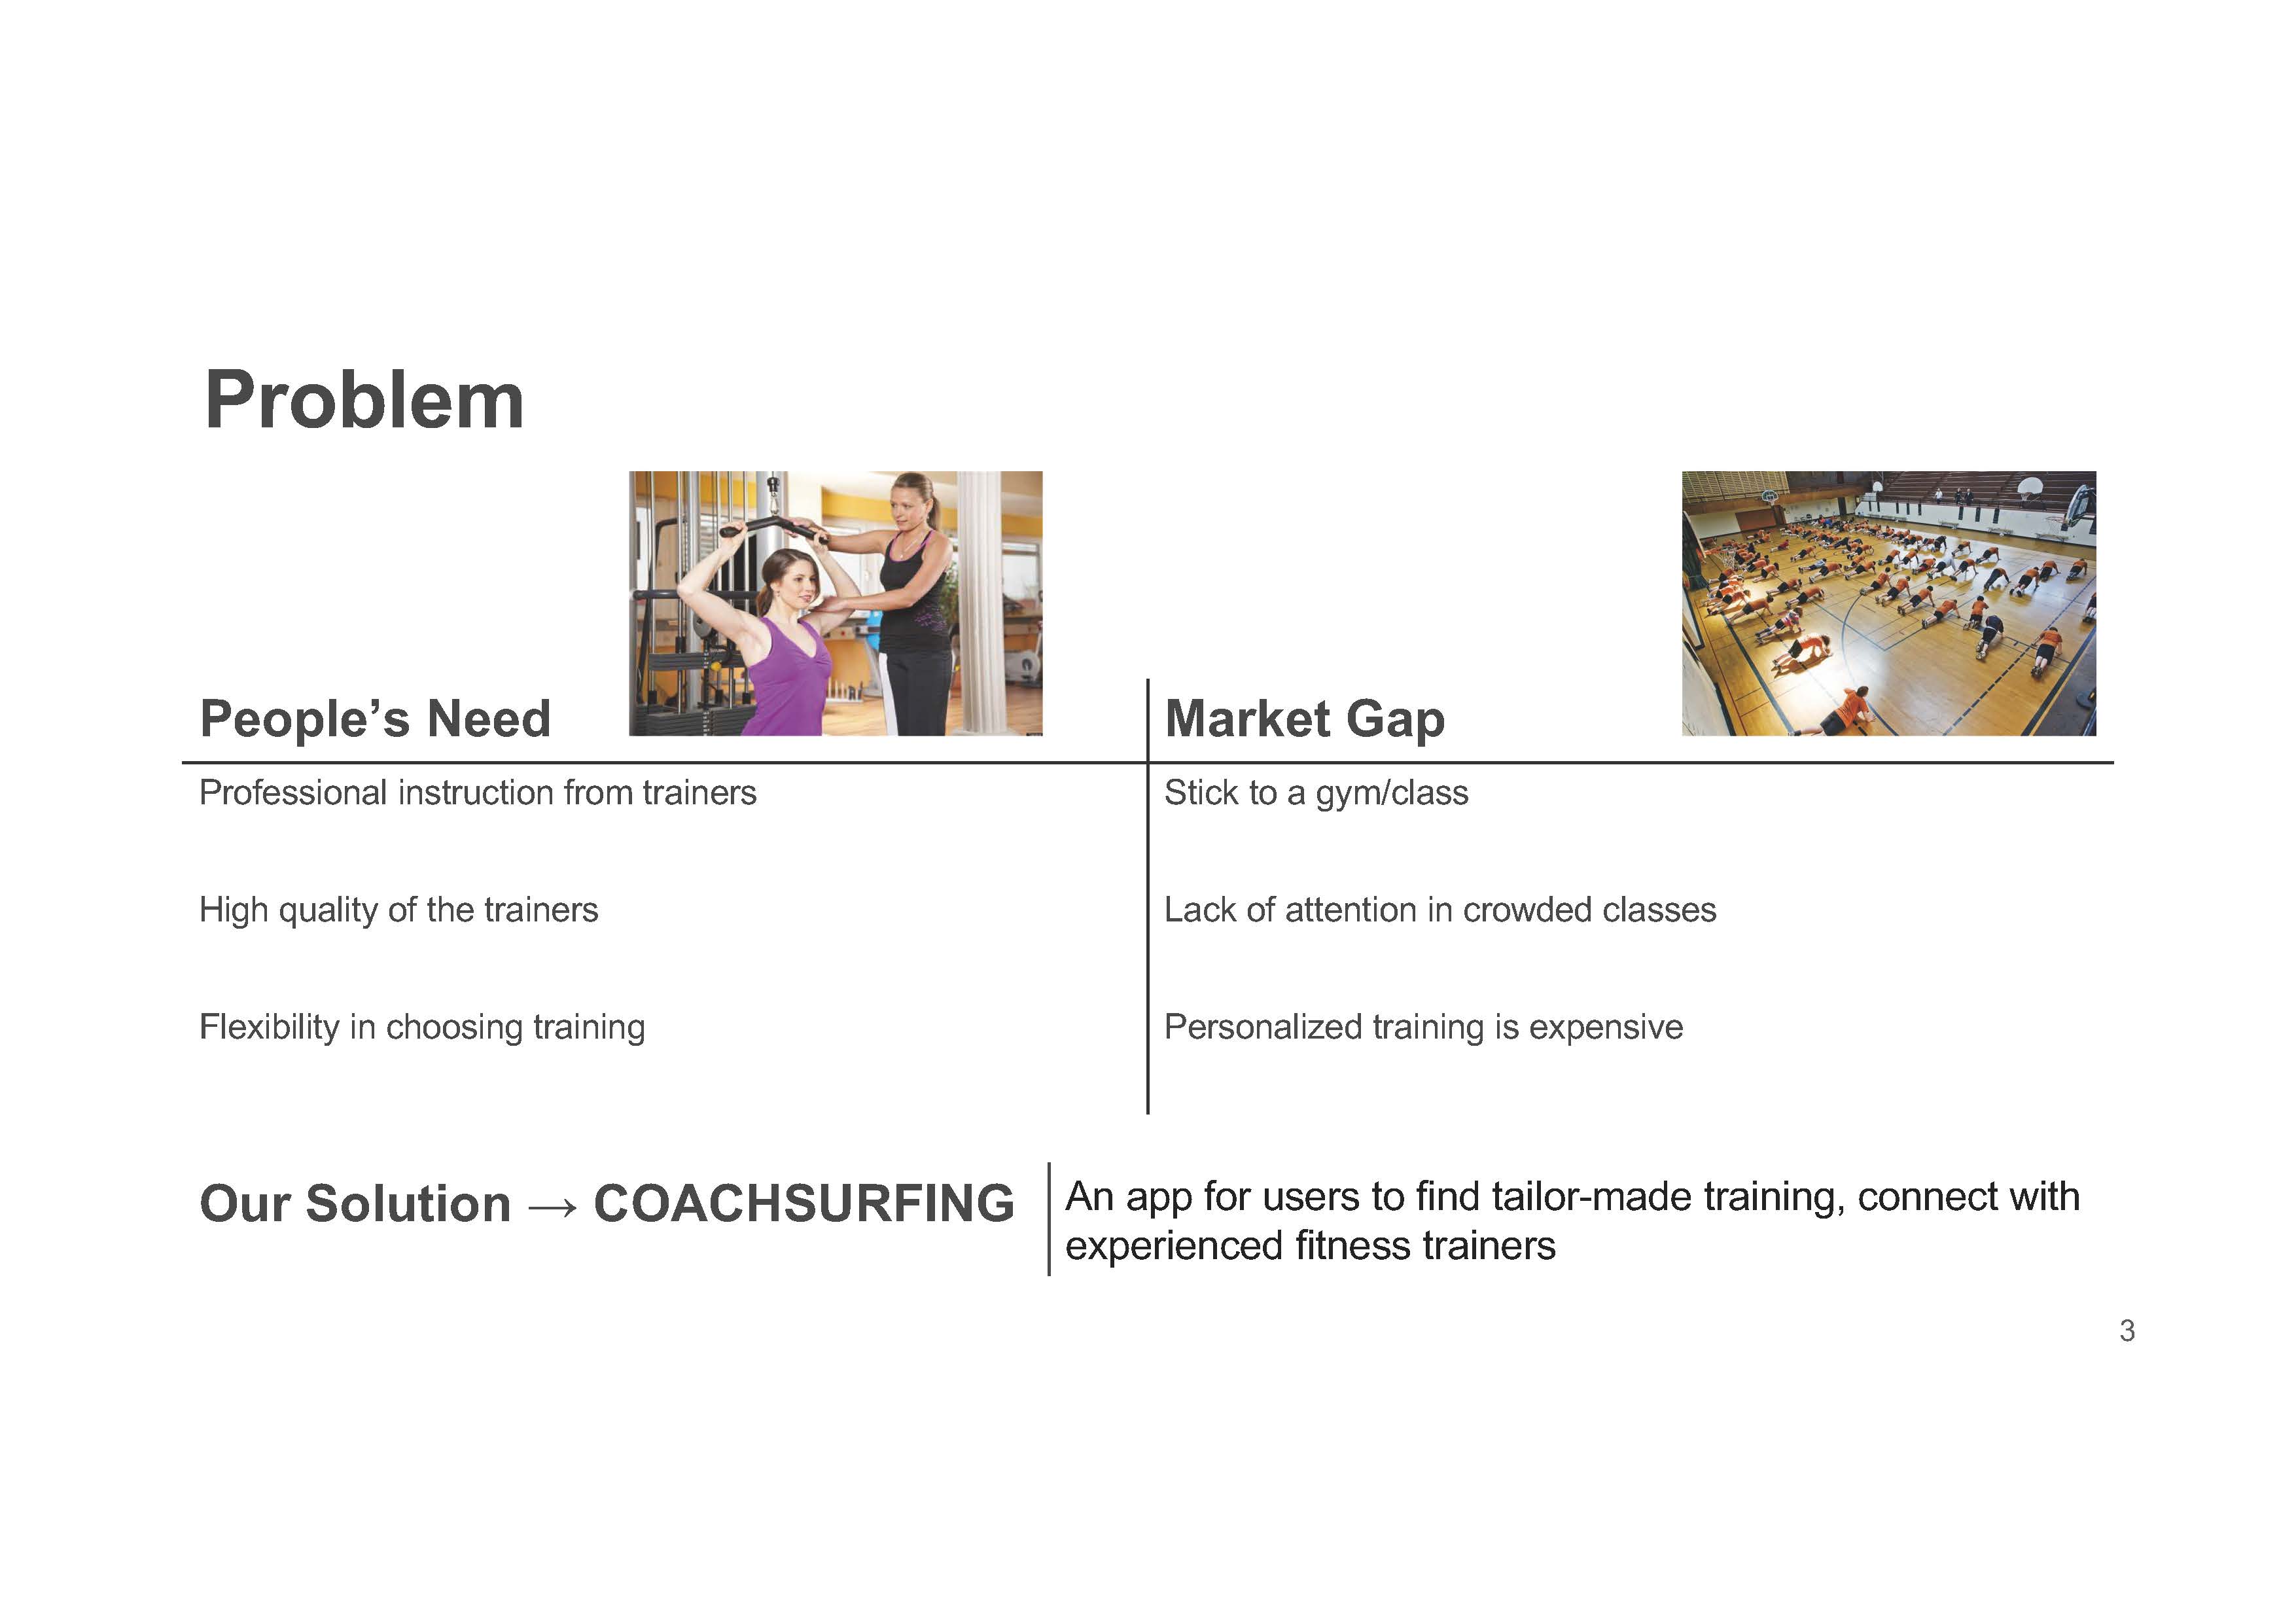 Problem
People’s Need
Market Gap
Professional instruction from trainers
Stick to a gym/class
High quality of the trainers
Lack of attention in crowded classes
Flexibility in choosing training
Personalized training is expensive
Our Solution → COACHSURFING
An app for users to find tailor-made training, connect with
experienced fitness trainers
3